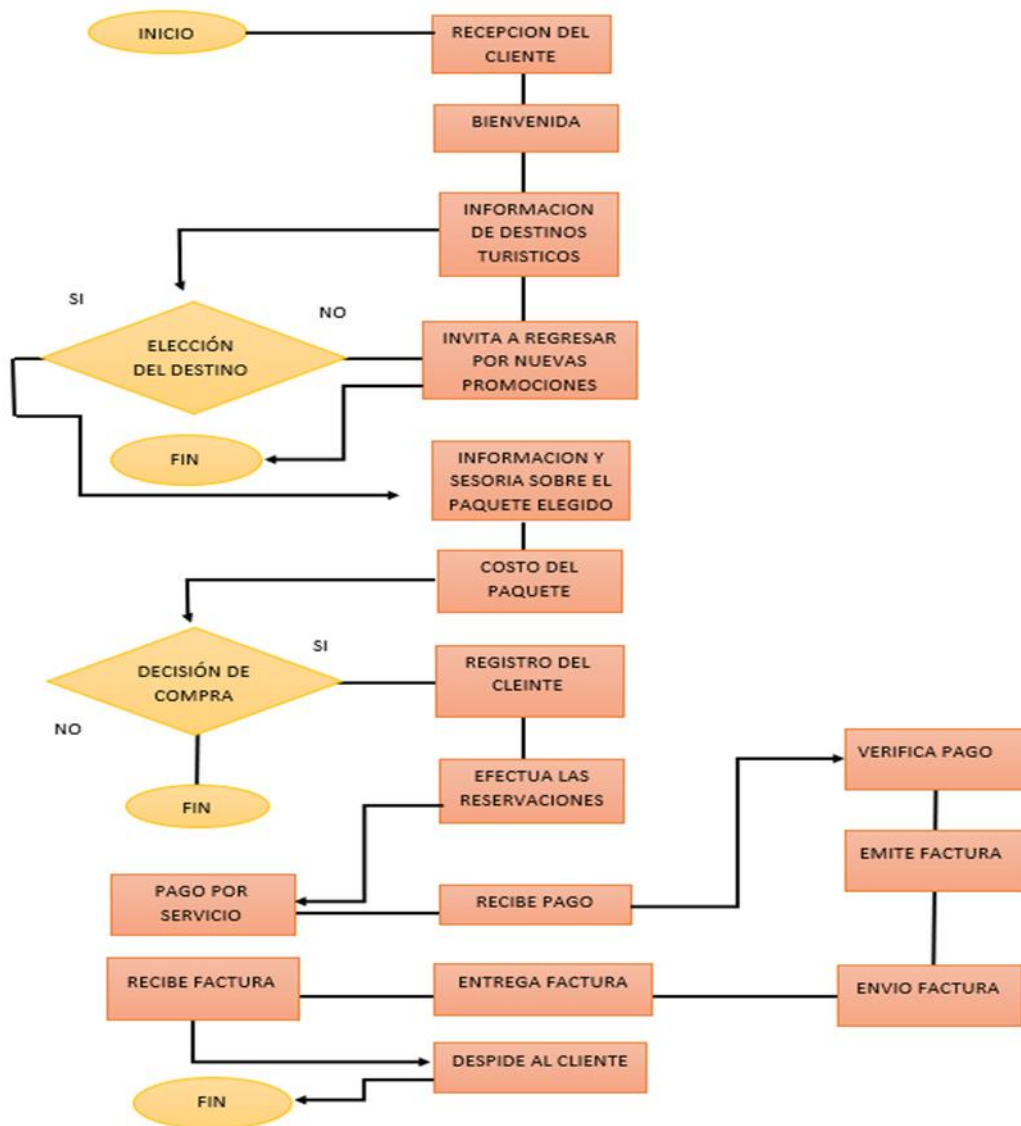 INICIO
RECEPCION DEL
CLIENTE
BIENVENIDA
INFORMACION
DE DESTINOS
TURISTICOS
SI
NO
ELECCIÓN
DEL DESTINO
INVITA A REGRESAR
POR NUEVAS
PROMOCIONES
FIN
INFORMACION Y
SESORIA SOBRE EL
PAQUETE ELEGIDO
COSTO DEL
PAQUETE
SI
DECISIÓN DE
COMPRA
NO
REGISTRO DEL
CLEINTE
FIN
EFECTUA LAS
RESERVACIONES
VERIFICA PAGO
EMITE FACTURA
PAGO POR
SERVICIO
RECIBE PAGO
RECIBE FACTURA
ENTREGA FACTURA
ENVIO FACTURA
DESPIDE AL CLIENTE
FIN